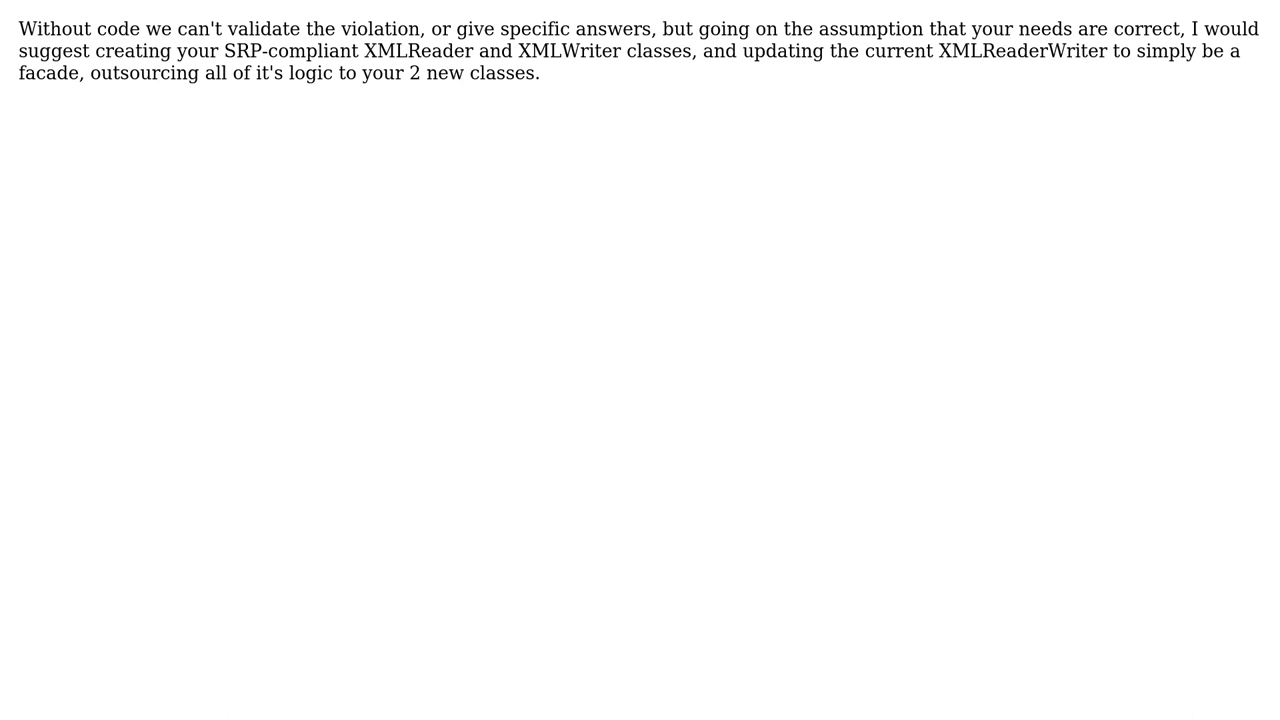 Without code we can't validate the violation, or give specific answers, but going on the assumption that your needs are correct, I would
suggest creating your SRP-compliant XMLReader and XMLWriter classes, and updating the current XMLReaderWriter to simply be a
facade, outsourcing all of it's logic to your 2 new classes.